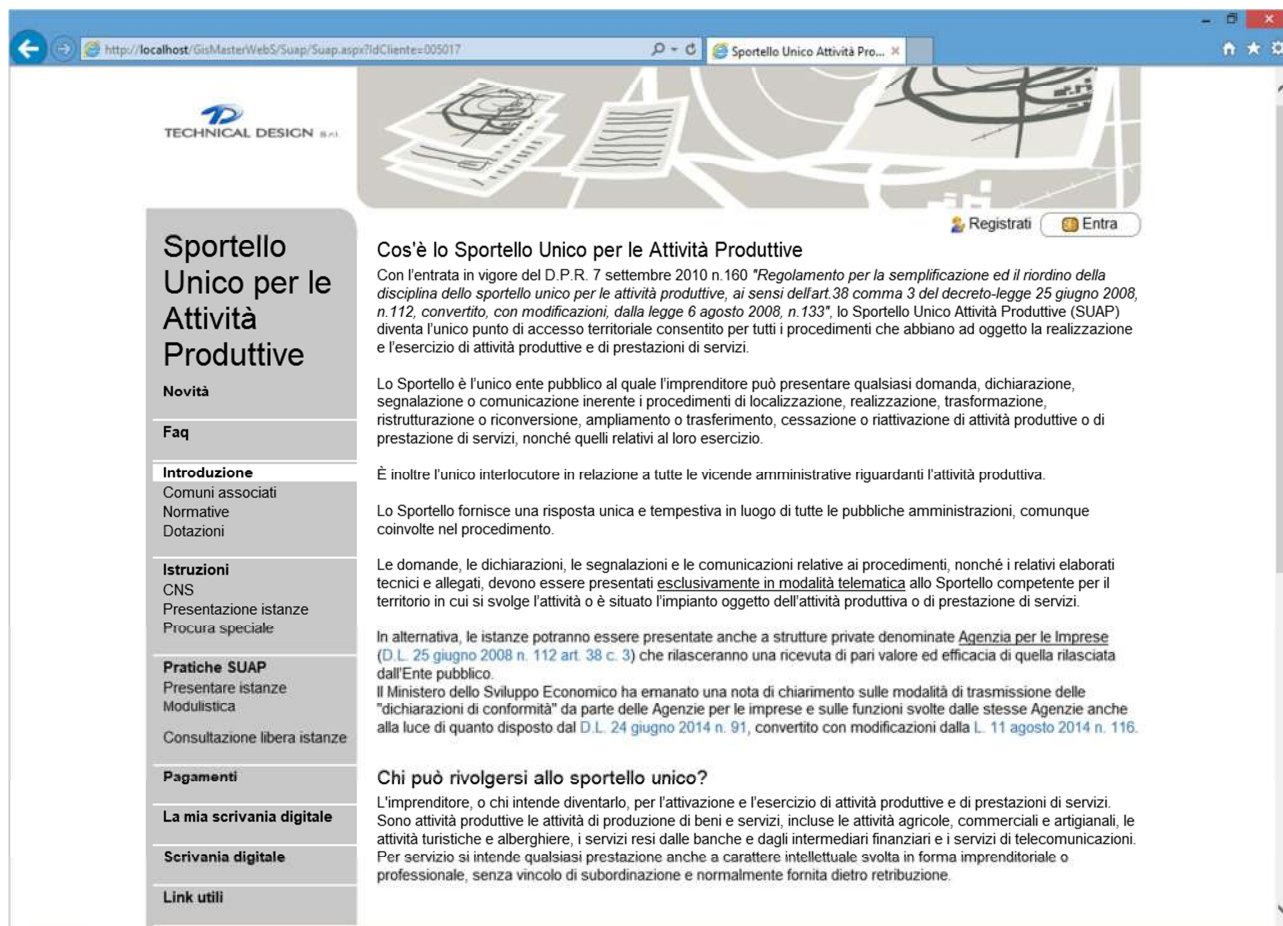 http://localhost/GisMasterWebS/Suap/Suap.aspx?IdCliente=005017
Sportello Unico Attività Pro...
TECHNICAL DESIGN S.r.l.
Registrati
Entra
Sportello
Unico per le
Attività
Produttive
Novità
Faq
Introduzione
Comuni associati
Normative
Dotazioni
Istruzioni
CNS
Presentazione istanze
Procura speciale
Pratiche SUAP
Presentare istanze
Modulistica
Consultazione libera istanze
Pagamenti
La mia scrivania digitale
Scrivania digitale
Link utili
Cos'è lo Sportello Unico per le Attività Produttive
Con l'entrata in vigore del D.P.R. 7 settembre 2010 n.160 "Regolamento per la semplificazione ed il riordino della
disciplina dello sportello unico per le attività produttive, ai sensi dell'art.38 comma 3 del decreto-legge 25 giugno 2008,
n.112, convertito, con modificazioni, dalla legge 6 agosto 2008, n.133", lo Sportello Unico Attività Produttive (SUAP)
diventa l'unico punto di accesso territoriale consentito per tutti i procedimenti che abbiano ad oggetto la realizzazione
e l'esercizio di attività produttive e di prestazioni di servizi.
Lo Sportello è l'unico ente pubblico al quale l'imprenditore può presentare qualsiasi domanda, dichiarazione,
segnalazione o comunicazione inerente i procedimenti di localizzazione, realizzazione, trasformazione,
ristrutturazione o riconversione, ampliamento o trasferimento, cessazione o riattivazione di attività produttive o di
prestazione di servizi, nonché quelli relativi al loro esercizio.
È inoltre l'unico interlocutore in relazione a tutte le vicende amministrative riguardanti l'attività produttiva.
Lo Sportello fornisce una risposta unica e tempestiva in luogo di tutte le pubbliche amministrazioni, comunque
coinvolte nel procedimento.
Le domande, le dichiarazioni, le segnalazioni e le comunicazioni relative ai procedimenti, nonché i relativi elaborati
tecnici e allegati, devono essere presentati esclusivamente in modalità telematica allo Sportello competente per il
territorio in cui si svolge l'attività o è situato l'impianto oggetto dell'attività produttiva o di prestazione di servizi.
In alternativa, le istanze potranno essere presentate anche a strutture private denominate Agenzia per le Imprese
(D.L. 25 giugno 2008 n. 112 art. 38 c. 3) che rilasceranno una ricevuta di pari valore ed efficacia di quella rilasciata
dall'Ente pubblico.
Il Ministero dello Sviluppo Economico ha emanato una nota di chiarimento sulle modalità di trasmissione delle
"dichiarazioni di conformità" da parte delle Agenzie per le imprese e sulle funzioni svolte dalle stesse Agenzie anche
alla luce di quanto disposto dal D.L. 24 giugno 2014 n. 91, convertito con modificazioni dalla L. 11 agosto 2014 n. 116.
Chi può rivolgersi allo sportello unico?
L'imprenditore, o chi intende diventarlo, per l'attivazione e l'esercizio di attività produttive e di prestazioni di servizi.
Sono attività produttive le attività di produzione di beni e servizi, incluse le attività agricole, commerciali e artigianali, le
attività turistiche e alberghiere, i servizi resi dalle banche e dagli intermediari finanziari e i servizi di telecomunicazioni.
Per servizio si intende qualsiasi prestazione anche a carattere intellettuale svolta in forma imprenditoriale o
professionale, senza vincolo di subordinazione e normalmente fornita dietro retribuzione.